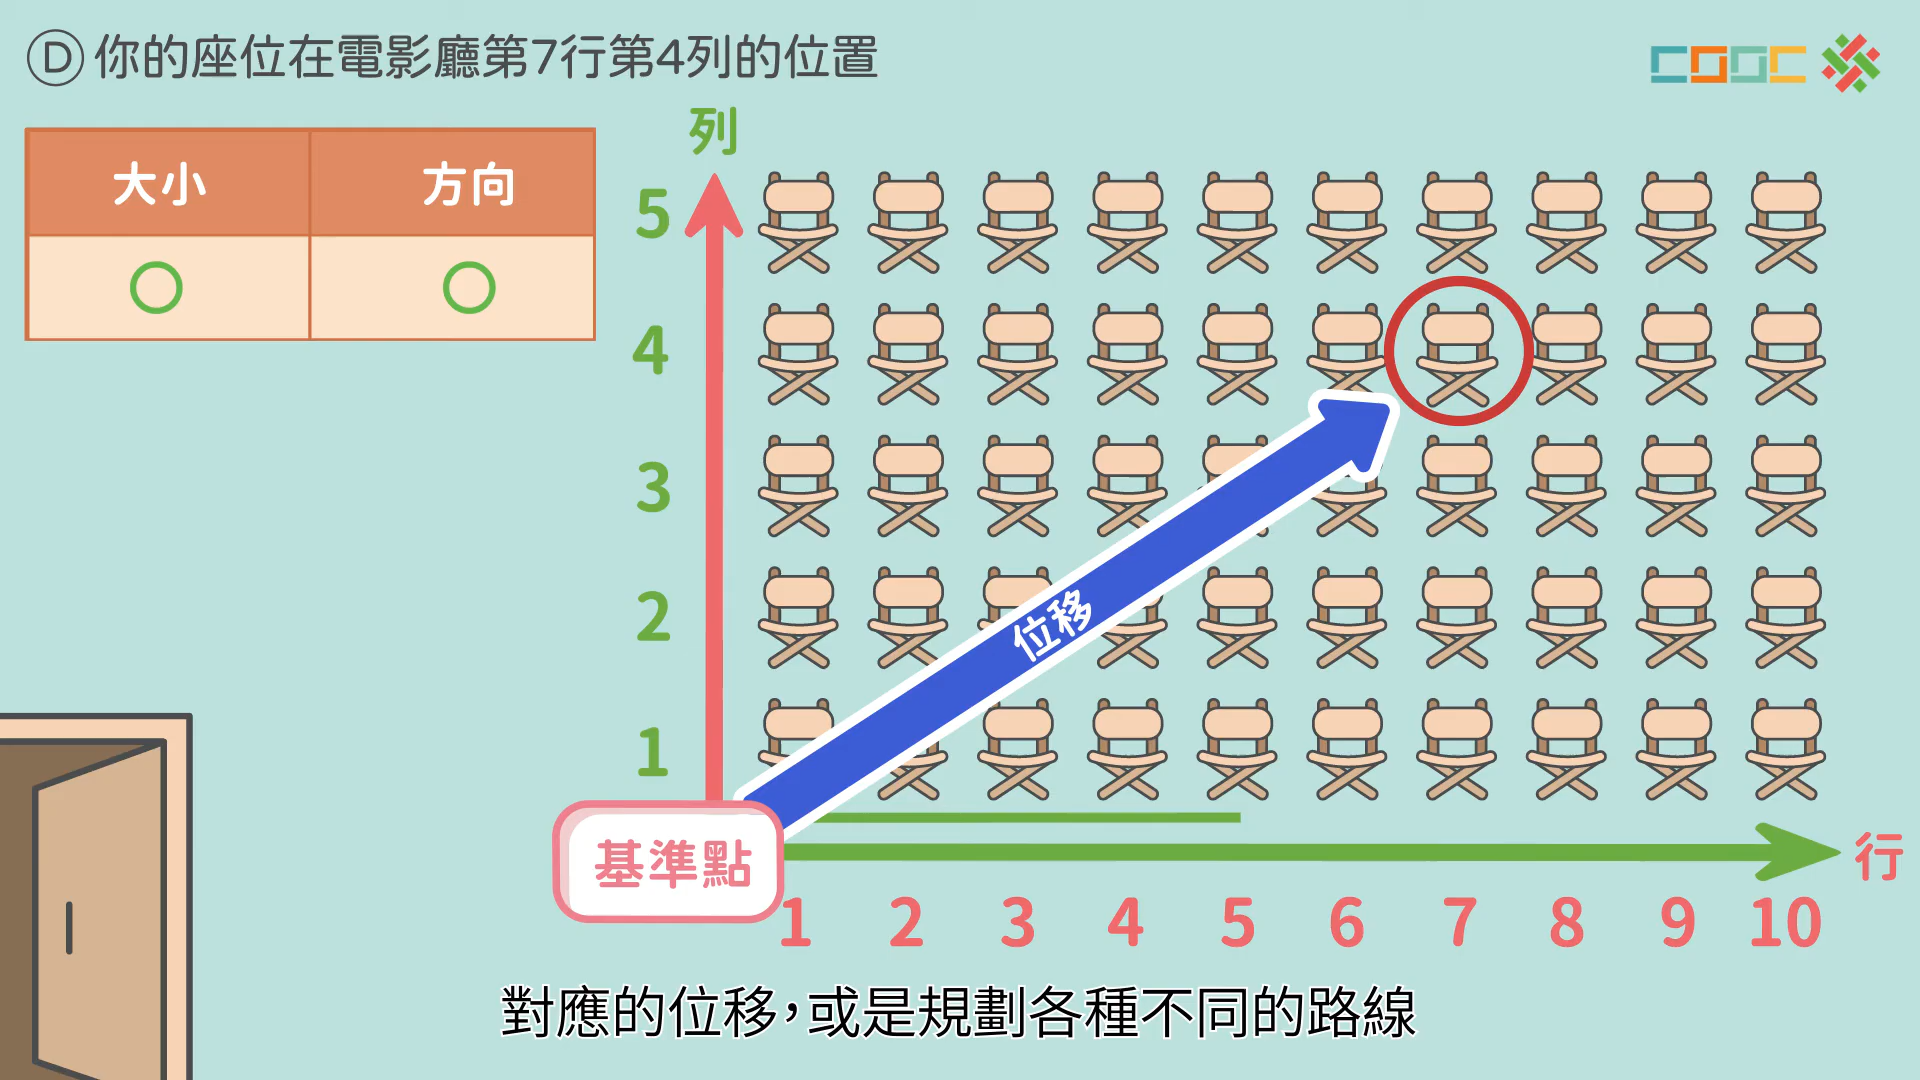 Ⓓ 你的座位在電影廳第7行第4列的位置
COOC
大小 方向
列
5
4
3
2
1
位移
基準點
行
1 2 3 4 5 6 7 8 9 10
對應的位移，或是規劃各種不同的路線